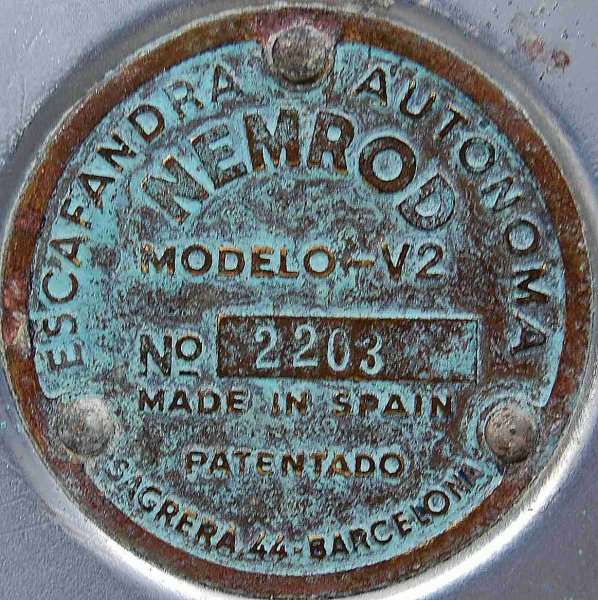 ESCAFANDRA AUTONOMA
NEMROD
MODELO-V2
Nº 2203
MADE IN SPAIN
PATENTADO
SAGRERA, 44-BARCELONA